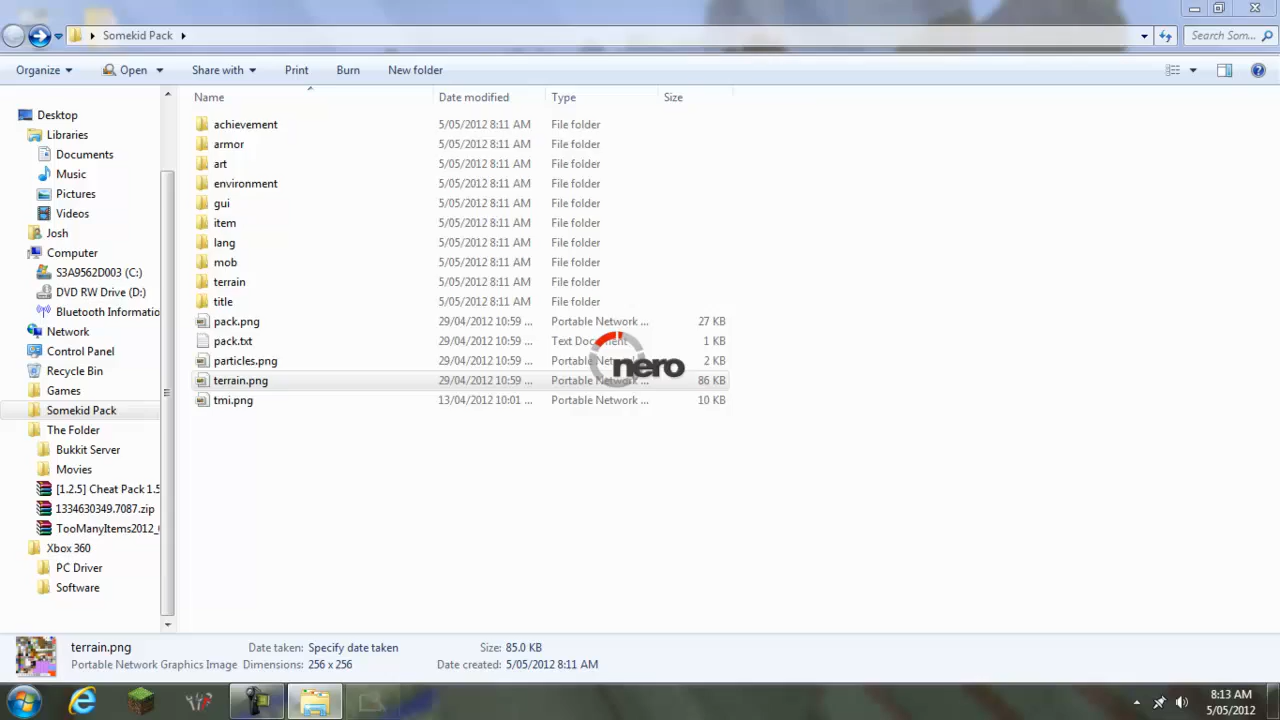 Somekid Pack
Search Som...
Organize Open Share with Print Burn New folder
Name Date modified Type Size
Desktop
Libraries
Documents
Music
Pictures
Videos
Josh
Computer
S3A9562D003 (C:)
DVD RW Drive (D:)
Bluetooth Informatio
Network
Control Panel
Recycle Bin
Games
Somekid Pack
The Folder
Bukkit Server
Movies
[1.2.5] Cheat Pack 1.5
1334630349.7087.zip
TooManyItems2012_
Xbox 360
PC Driver
Software
achievement 5/05/2012 8:11 AM File folder
armor 5/05/2012 8:11 AM File folder
art 5/05/2012 8:11 AM File folder
environment 5/05/2012 8:11 AM File folder
gui 5/05/2012 8:11 AM File folder
item 5/05/2012 8:11 AM File folder
lang 5/05/2012 8:11 AM File folder
mob 5/05/2012 8:11 AM File folder
terrain 5/05/2012 8:11 AM File folder
title 5/05/2012 8:11 AM File folder
pack.png 29/04/2012 10:59 ... Portable Network ... 27 KB
pack.txt 29/04/2012 10:59 ... Text Document 1 KB
particles.png 29/04/2012 10:59 ... Portable Netw 2 KB
nero
terrain.png 29/04/2012 10:59 ... Portable Network ... 86 KB
tmi.png 13/04/2012 10:01 ... Portable Network ... 10 KB
terrain.png Date taken: Specify date taken Size: 85.0 KB
Portable Network Graphics Image Dimensions: 256 x 256 Date created: 5/05/2012 8:11 AM
8:13 AM
5/05/2012